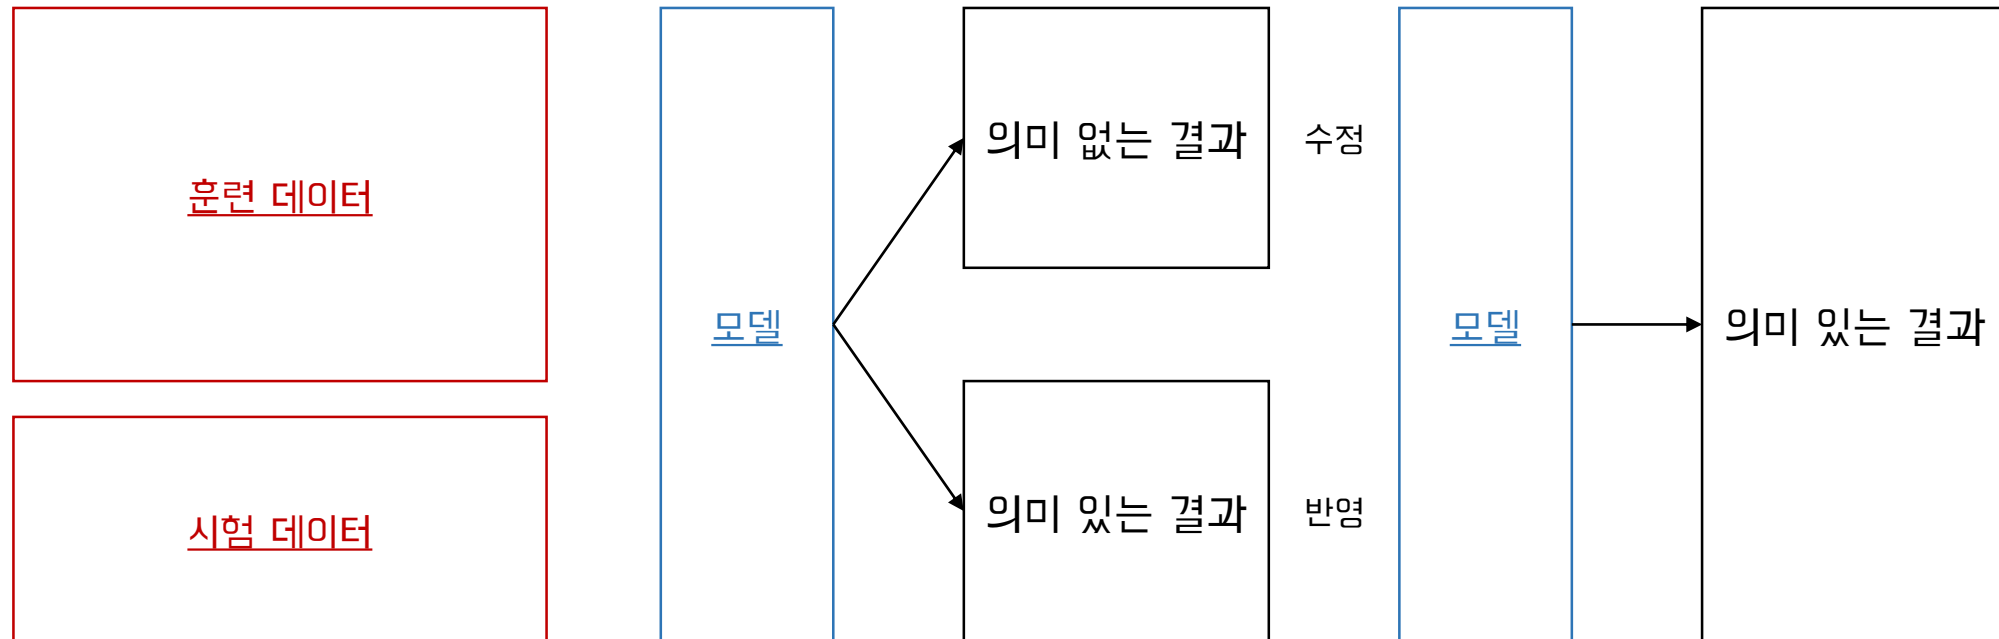 훈련 데이터
시험 데이터
모델
의미 없는 결과
수정
의미 있는 결과
반영
모델
의미 있는 결과